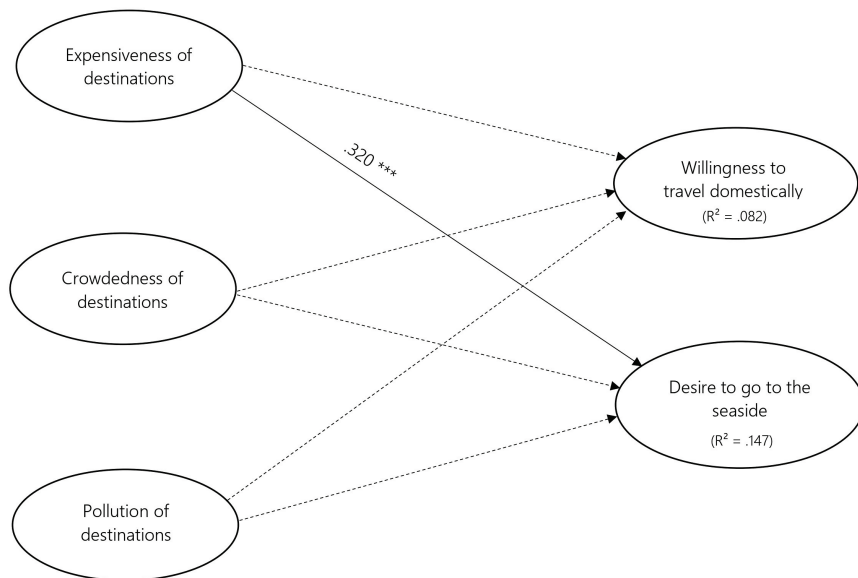 Expensiveness of
destinations
.320 ***
Willingness to
travel domestically
(R² = .082)
Crowdedness of
destinations
Desire to go to the
seaside
(R² = .147)
Pollution of
destinations